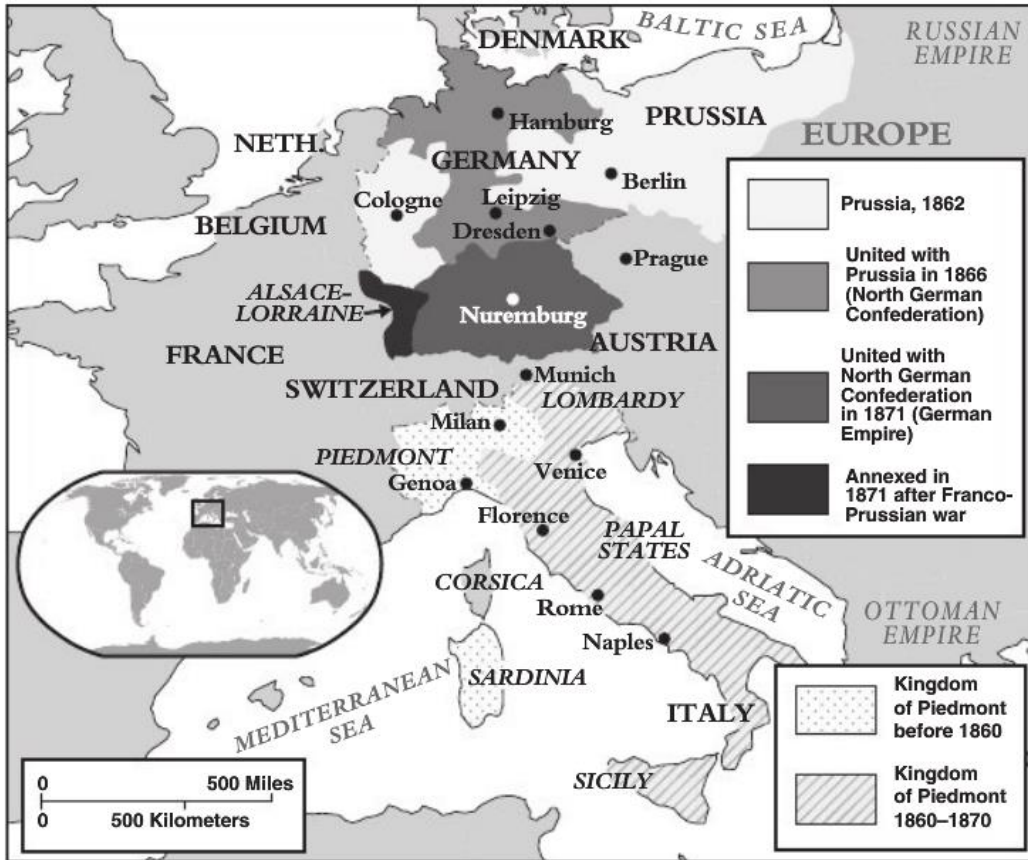 BALTIC SEA
DENMARK
RUSSIAN
EMPIRE
Hamburg
PRUSSIA
EUROPE
NETH.
GERMANY
Berlin
Cologne
Leipzig
BELGIUM
Dresden
Prague
ALSACE-
LORRAINE
Nuremburg
FRANCE
AUSTRIA
SWITZERLAND
Munich
LOMBARDY
Milan
PIEDMONT
Venice
Genoa
Florence
PAPAL
STATES
ADRIATIC
SEA
CORSICA
Rome
OTTOMAN
EMPIRE
Naples
SARDINIA
MEDITERRANEAN
SEA
ITALY
SICILY
Prussia, 1862
United with
Prussia in 1866
(North German
Confederation)
United with
North German
Confederation
in 1871 (German
Empire)
Annexed in
1871 after Franco-
Prussian war
Kingdom
of Piedmont
before 1860
Kingdom
of Piedmont
1860–1870
0 500 Miles
0 500 Kilometers